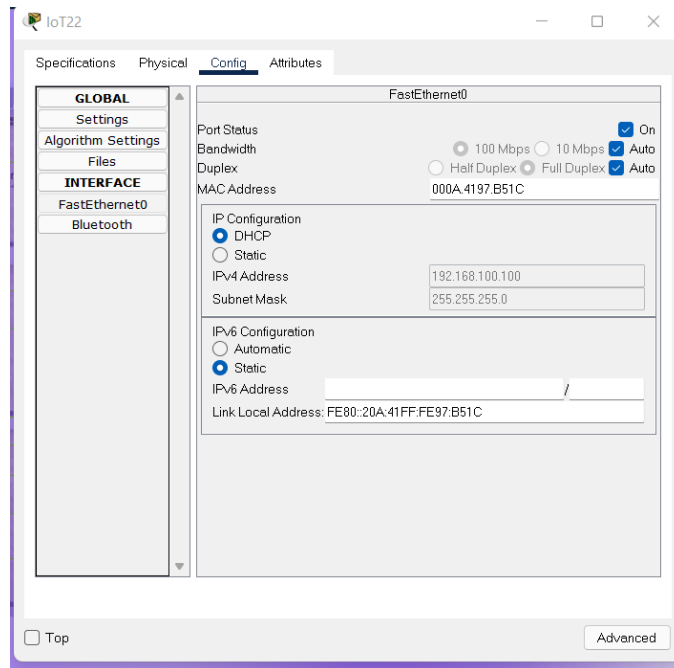 IoT22
Specifications Physical Config Attributes
GLOBAL
Settings
Algorithm Settings
Files
INTERFACE
FastEthernet0
Bluetooth
FastEthernet0
Port Status On
Bandwidth 100 Mbps 10 Mbps Auto
Duplex Half Duplex Full Duplex Auto
MAC Address 000A.4197.B51C
IP Configuration
DHCP
Static
IPv4 Address 192.168.100.100
Subnet Mask 255.255.255.0
IPv6 Configuration
Automatic
Static
IPv6 Address /
Link Local Address: FE80::20A:41FF:FE97:B51C
Top Advanced